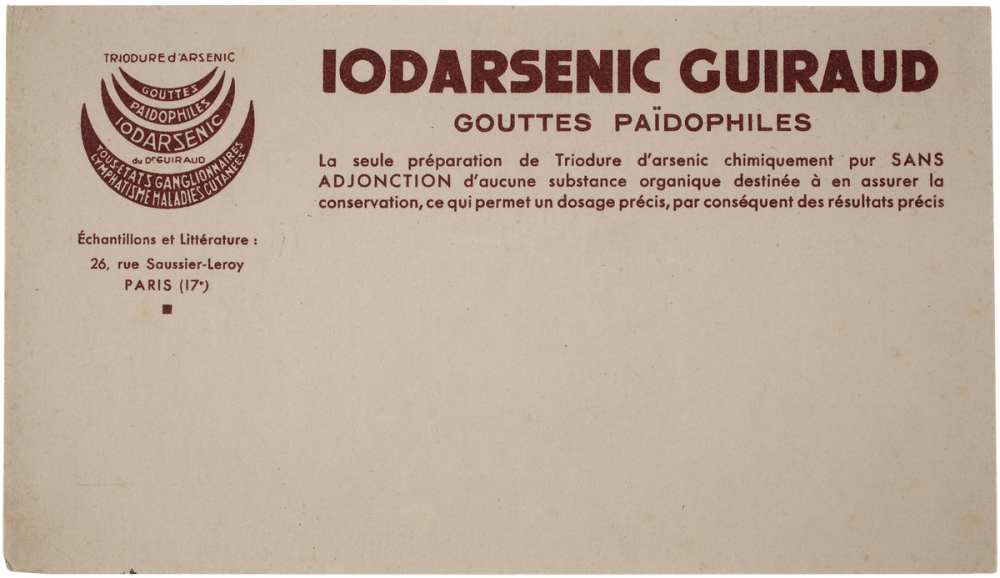 TRIODURE d'ARSENIC
GOUTTES
PAIDOPHILES
IODARSENIC
du Dr GUIRAUD
TOUS ETATS GANGLIONNAIRES
LYMPHATISME MALADIES CUTANÉES
Échantillons et Littérature :
26, rue Saussier-Leroy
PARIS (17e)
IODARSENIC GUIRAUD
GOUTTES PAÏDOPHILES
La seule préparation de Triodure d'arsenic chimiquement pur SANS
ADJONCTION d'aucune substance organique destinée à en assurer la
conservation, ce qui permet un dosage précis, par conséquent des résultats précis